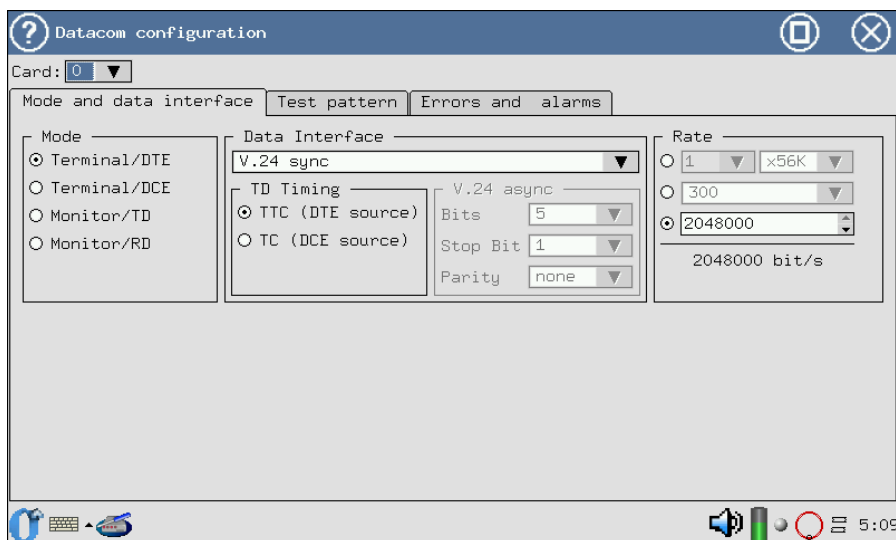 Datacom configuration
Card: 0
Mode and data interface Test pattern Errors and alarms
Mode
Terminal/DTE
Terminal/DCE
Monitor/TD
Monitor/RD
Data Interface
V.24 sync
TD Timing
TTC (DTE source)
TC (DCE source)
V.24 async
Bits 5
Stop Bit 1
Parity none
Rate
1 x56K
300
2048000
2048000 bit/s
5:09